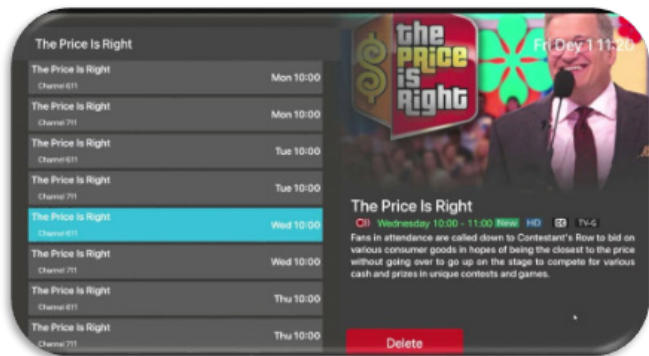 The Price Is Right
The Price Is Right
Channel 611
Mon 10:00
The Price Is Right
Channel 711
Mon 10:00
The Price Is Right
Channel 611
Tue 10:00
The Price Is Right
Channel 711
Tue 10:00
The Price Is Right
Channel 611
Wed 10:00
The Price Is Right
Channel 711
Wed 10:00
The Price Is Right
Channel 611
Thu 10:00
The Price Is Right
Channel 711
Thu 10:00
the
PRiCE
is
Right
Fri Dey 1 11:20
The Price Is Right
Wednesday 10:00 - 11:00 New HD CC TV-G
Fans in attendance are called down to Contestant's Row to bid on
various consumer goods in hopes of being the closest to the price
without going over to go up on the stage to compete for various
cash and prizes in unique contests and games.
Delete